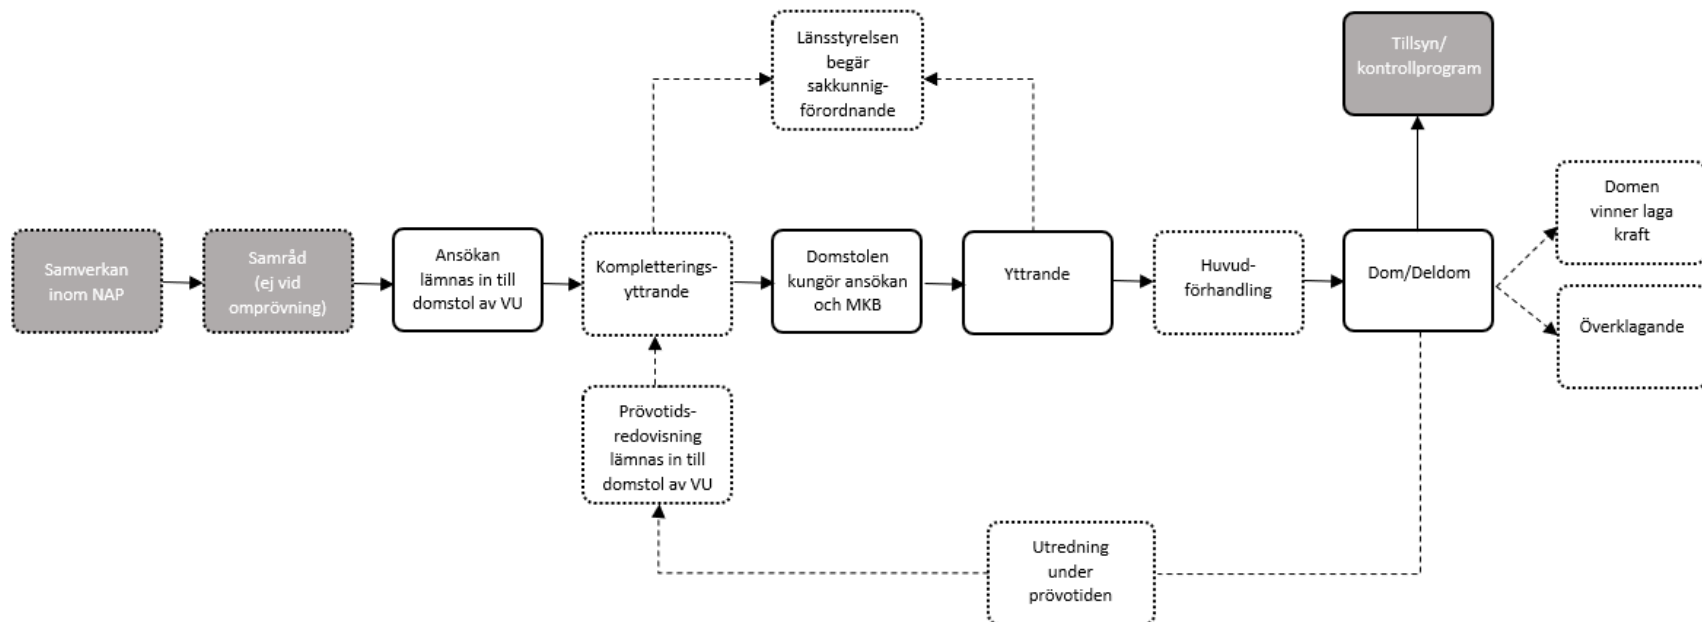 Länsstyrelsen
begär
sakkunnig-
förordnande
Tillsyn/
kontrollprogram
Samverkan
inom NAP
Samråd
(ej vid
omprövning)
Ansökan
lämnas in till
domstol av VU
Kompletterings-
yttrande
Domstolen
kungör ansökan
och MKB
Yttrande
Huvud-
förhandling
Dom/Deldom
Domen
vinner laga
kraft
Överklagande
Prövotids-
redovisning
lämnas in till
domstol av VU
Utredning
under
prövotiden